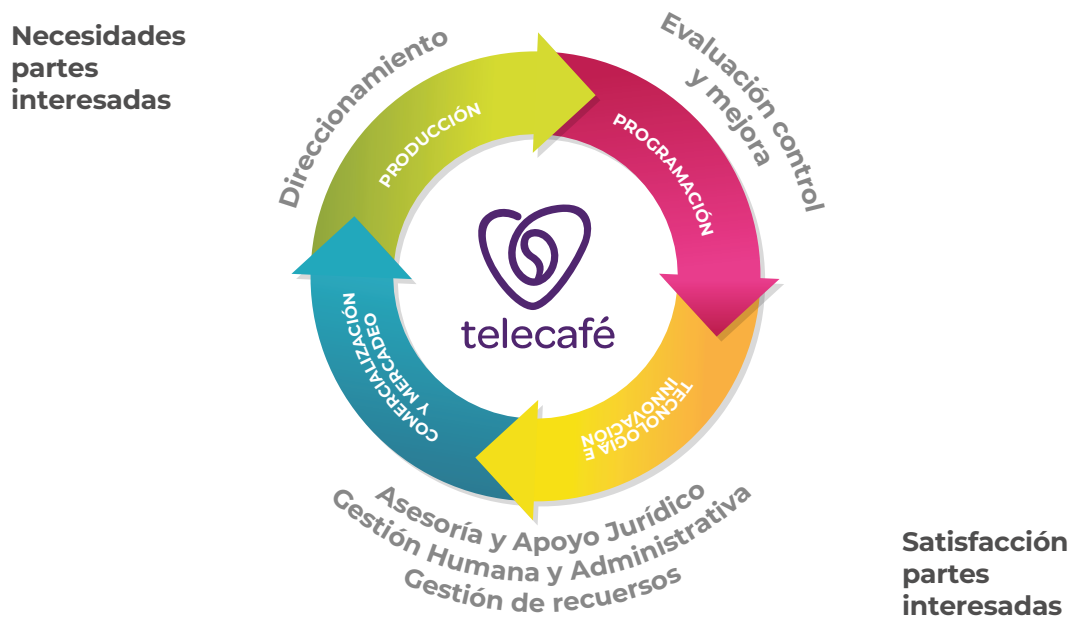 Necesidades
partes
interesadas
Direccionamiento
Evaluación control
y mejora
PRODUCCIÓN
PROGRAMACIÓN
telecafé
COMERCIALIZACIÓN
Y MERCADEO
TECNOLOGIA E
INNOVACIÓN
Asesoría y Apoyo Jurídico
Gestión Humana y Administrativa
Gestión de recuersos
Satisfacción
partes
interesadas